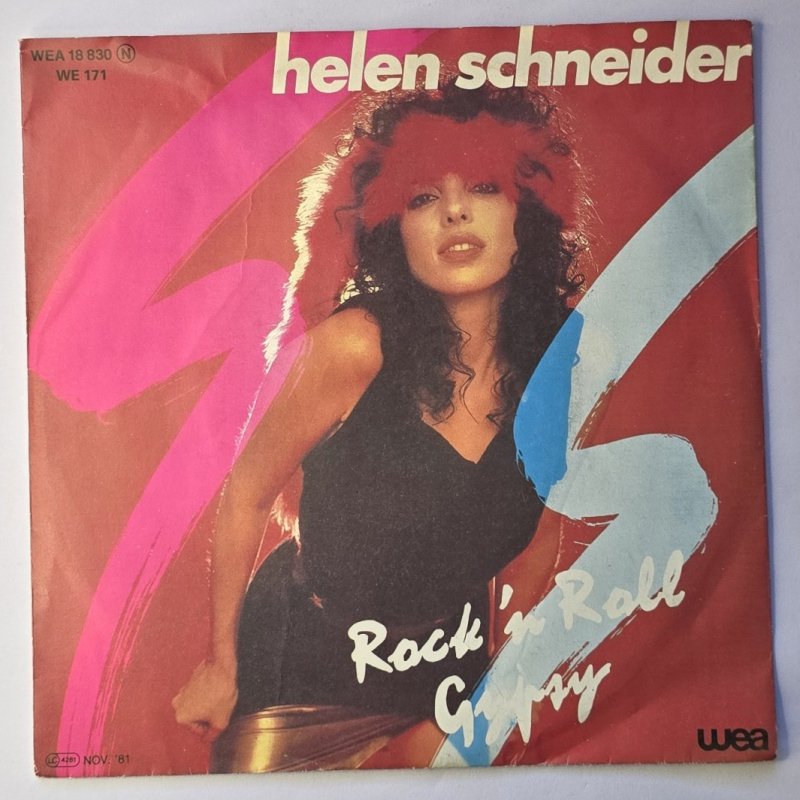 WEA 18 830 N
WE 171
helen schneider
Rock 'n Roll
Gypsy
LC 4281 NOV. '81
wea